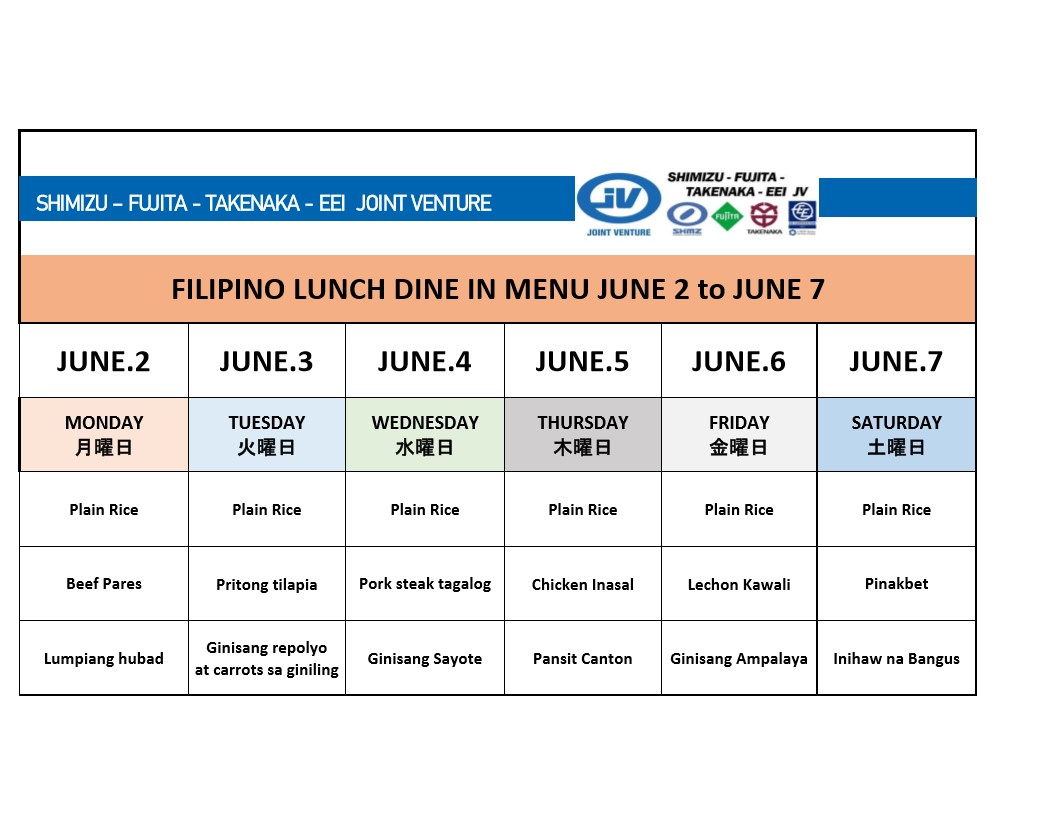 SHIMIZU – FUJITA - TAKENAKA - EEI JOINT VENTURE
JV
JOINT VENTURE
SHIMIZU - FUJITA -
TAKENAKA - EEI JV
SHIMZ
FUJITA
TAKENAKA
FILIPINO LUNCH DINE IN MENU JUNE 2 to JUNE 7
JUNE.2 JUNE.3 JUNE.4 JUNE.5 JUNE.6 JUNE.7
MONDAY TUESDAY WEDNESDAY THURSDAY FRIDAY SATURDAY
月曜日 火曜日 水曜日 木曜日 金曜日 土曜日
Plain Rice Plain Rice Plain Rice Plain Rice Plain Rice Plain Rice
Beef Pares Pritong tilapia Pork steak tagalog Chicken Inasal Lechon Kawali Pinakbet
Lumpiang hubad Ginisang repolyo
at carrots sa giniling Ginisang Sayote Pansit Canton Ginisang Ampalaya Inihaw na Bangus